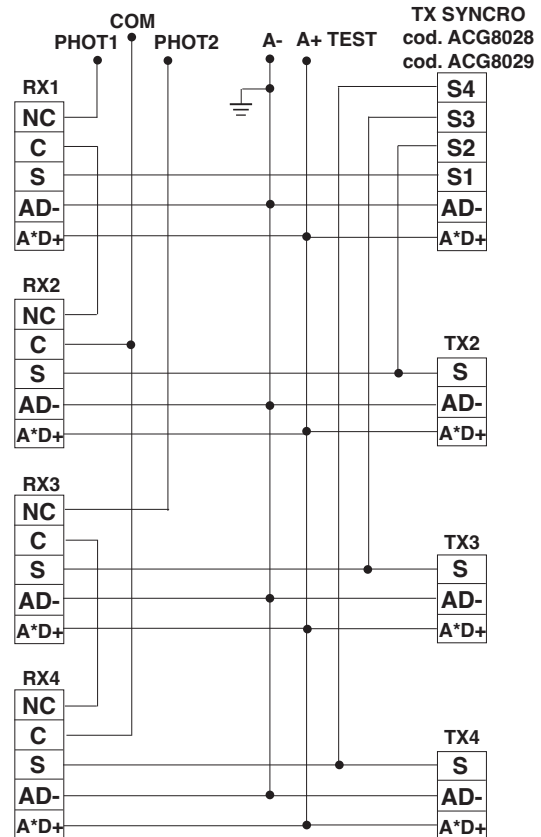 COM
PHOT1
PHOT2
A-
A+ TEST
TX SYNCRO
cod. ACG8028
cod. ACG8029
RX1
NC
C
S
AD-
A*D+
S4
S3
S2
S1
AD-
A*D+
RX2
NC
C
S
AD-
A*D+
TX2
S
AD-
A*D+
RX3
NC
C
S
AD-
A*D+
TX3
S
AD-
A*D+
RX4
NC
C
S
AD-
A*D+
TX4
S
AD-
A*D+